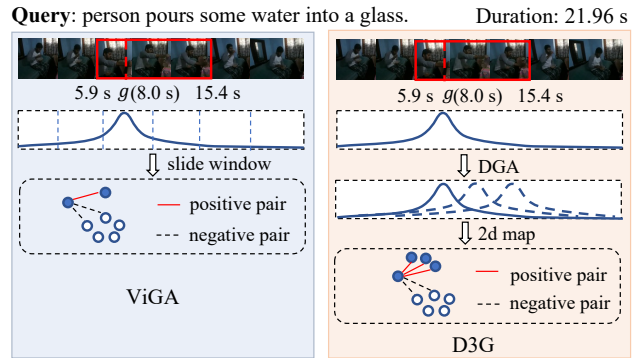 Query: person pours some water into a glass. Duration: 21.96 s
5.9 s g(8.0 s) 15.4 s
slide window
positive pair
negative pair
ViGA
5.9 s g(8.0 s) 15.4 s
DGA
2d map
positive pair
negative pair
D3G